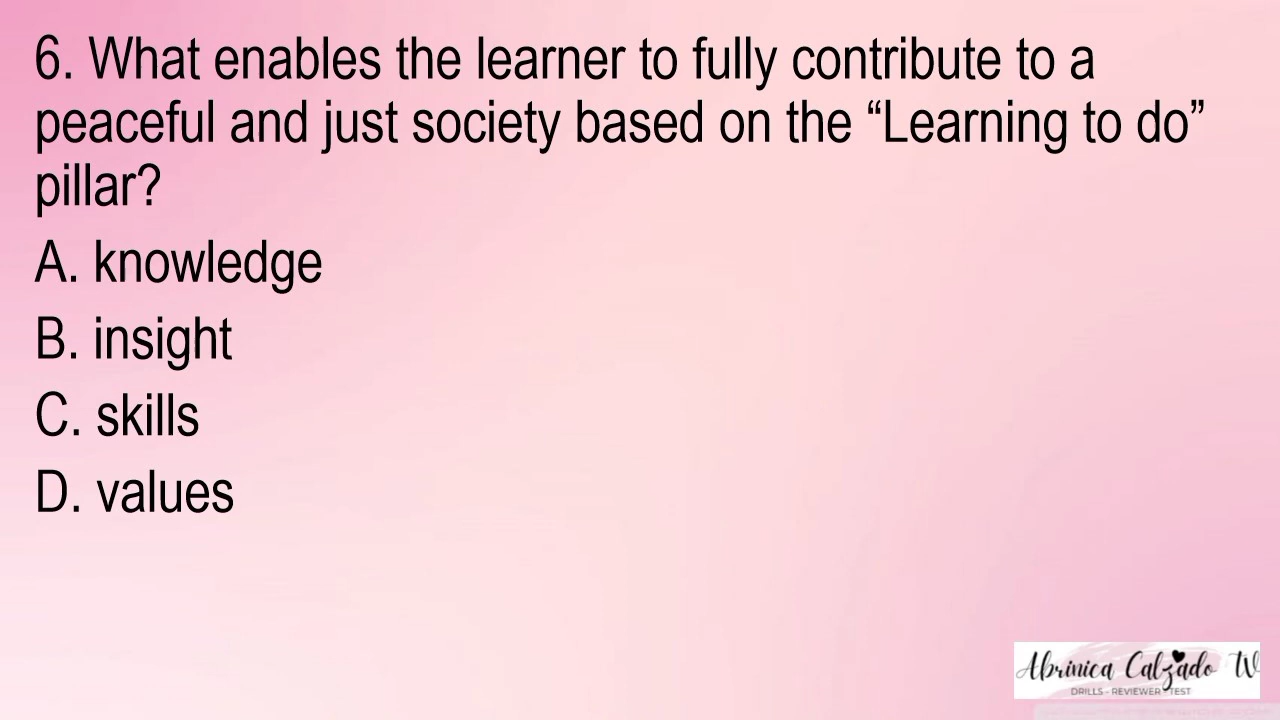 6. What enables the learner to fully contribute to a
peaceful and just society based on the “Learning to do”
pillar?
A. knowledge
B. insight
C. skills
D. values
Abrinica Calzado TV
DRILLS - REVIEWER - TEST